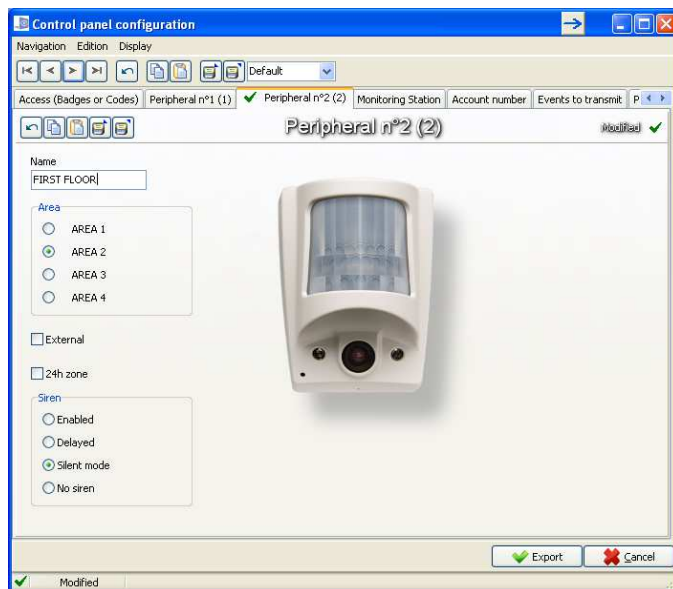 Control panel configuration
Navigation Edition Display
Default
Access (Badges or Codes) Peripheral n°1 (1) Peripheral n°2 (2) Monitoring Station Account number Events to transmit P
Peripheral n°2 (2) Modified
Name
FIRST FLOOR
Area
AREA 1
AREA 2
AREA 3
AREA 4
External
24h zone
Siren
Enabled
Delayed
Silent mode
No siren
Export Cancel
Modified